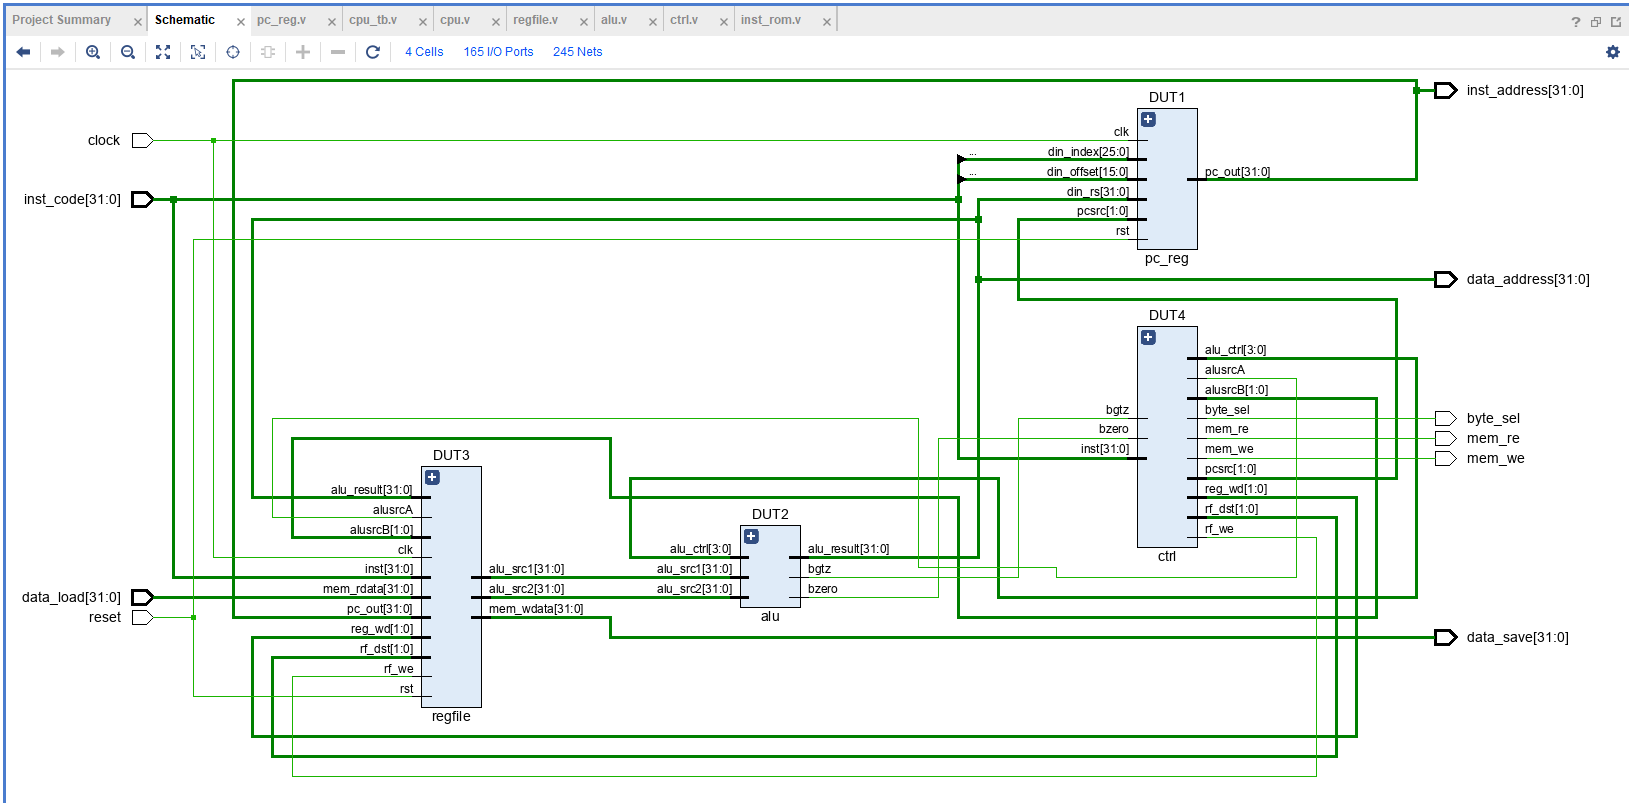 Project Summary × Schematic × pc_reg.v × cpu_tb.v × cpu.v × regfile.v × alu.v × ctrl.v × inst_rom.v ×
4 Cells 165 I/O Ports 245 Nets
DUT1
inst_address[31:0]
clock
clk
din_index[25:0]
...
din_offset[15:0]
...
pc_out[31:0]
din_rs[31:0]
inst_code[31:0]
pcsrc[1:0]
rst
pc_reg
data_address[31:0]
DUT4
alu_ctrl[3:0]
alusrcA
alusrcB[1:0]
bgtz
byte_sel
byte_sel
bzero
mem_re
mem_re
inst[31:0]
mem_we
mem_we
pcsrc[1:0]
reg_wd[1:0]
rf_dst[1:0]
rf_we
ctrl
DUT3
alu_result[31:0]
alusrcA
alusrcB[1:0]
clk
inst[31:0]
mem_rdata[31:0]
pc_out[31:0]
reg_wd[1:0]
rf_dst[1:0]
rf_we
rst
alu_src1[31:0]
alu_src2[31:0]
mem_wdata[31:0]
regfile
DUT2
alu_ctrl[3:0]
alu_src1[31:0]
alu_src2[31:0]
alu_result[31:0]
bgtz
bzero
alu
data_load[31:0]
reset
data_save[31:0]